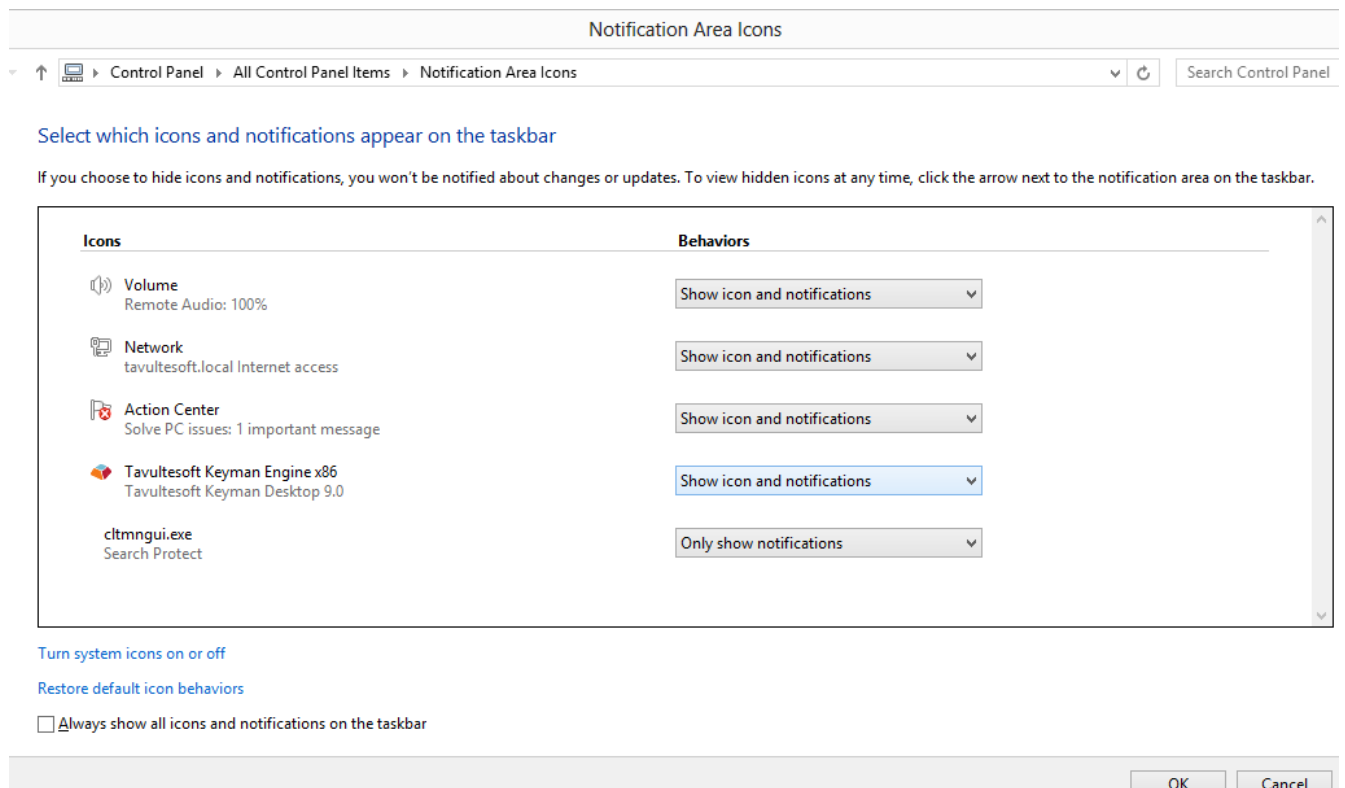 Notification Area Icons
Control Panel All Control Panel Items Notification Area Icons Search Control Panel
Select which icons and notifications appear on the taskbar
If you choose to hide icons and notifications, you won't be notified about changes or updates. To view hidden icons at any time, click the arrow next to the notification area on the taskbar.
Icons Behaviors
Volume
Remote Audio: 100%
Show icon and notifications
Network
tavultesoft.local Internet access
Show icon and notifications
Action Center
Solve PC issues: 1 important message
Show icon and notifications
Tavultesoft Keyman Engine x86
Tavultesoft Keyman Desktop 9.0
Show icon and notifications
cltmngui.exe
Search Protect
Only show notifications
Turn system icons on or off
Restore default icon behaviors
Always show all icons and notifications on the taskbar
OK Cancel